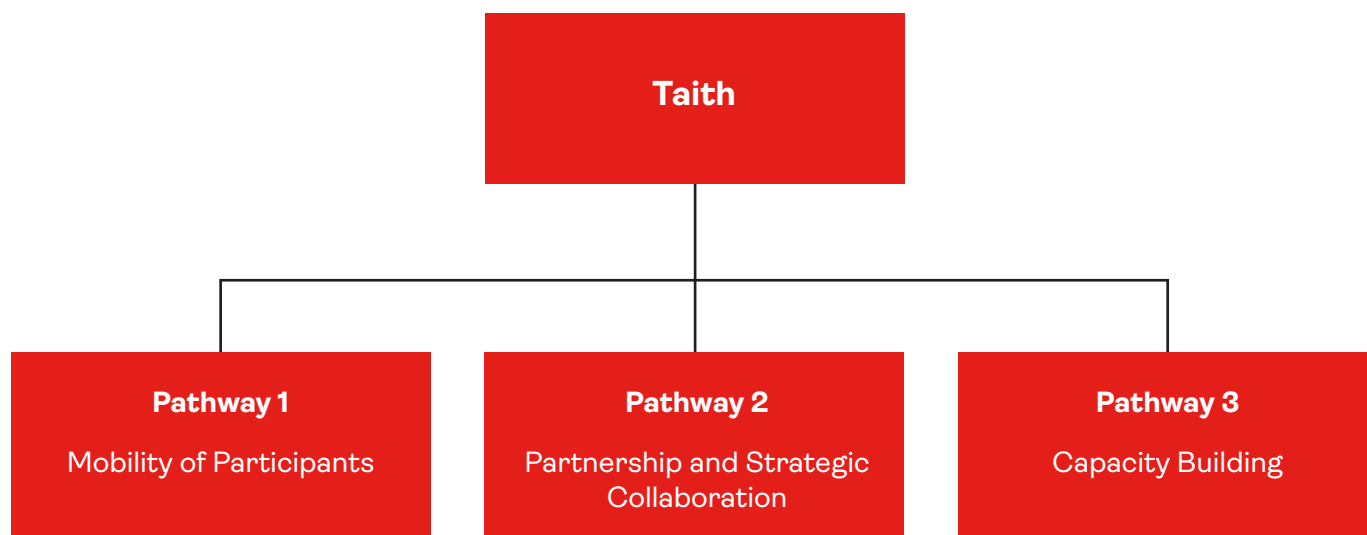 Taith
Pathway 1
Mobility of Participants
Pathway 2
Partnership and Strategic
Collaboration
Pathway 3
Capacity Building